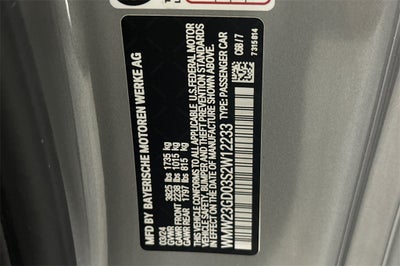 MFD BY BAYERISCHE MOTOREN WERKE AG
03/24
GVWR 3825 lbs 1735 kg
GAWR FRONT 2238 lbs 1015 kg
GAWR REAR 1797 lbs 815 kg
THIS VEHICLE CONFORMS TO ALL APPLICABLE U.S. FEDERAL MOTOR
VEHICLE SAFETY, BUMPER AND THEFT PREVENTION STANDARDS
IN EFFECT ON THE DATE OF MANUFACTURE SHOWN ABOVE.
WMW23GD03S2W12233 TYPE: PASSENGER CAR
C6B / 7
7 315 814